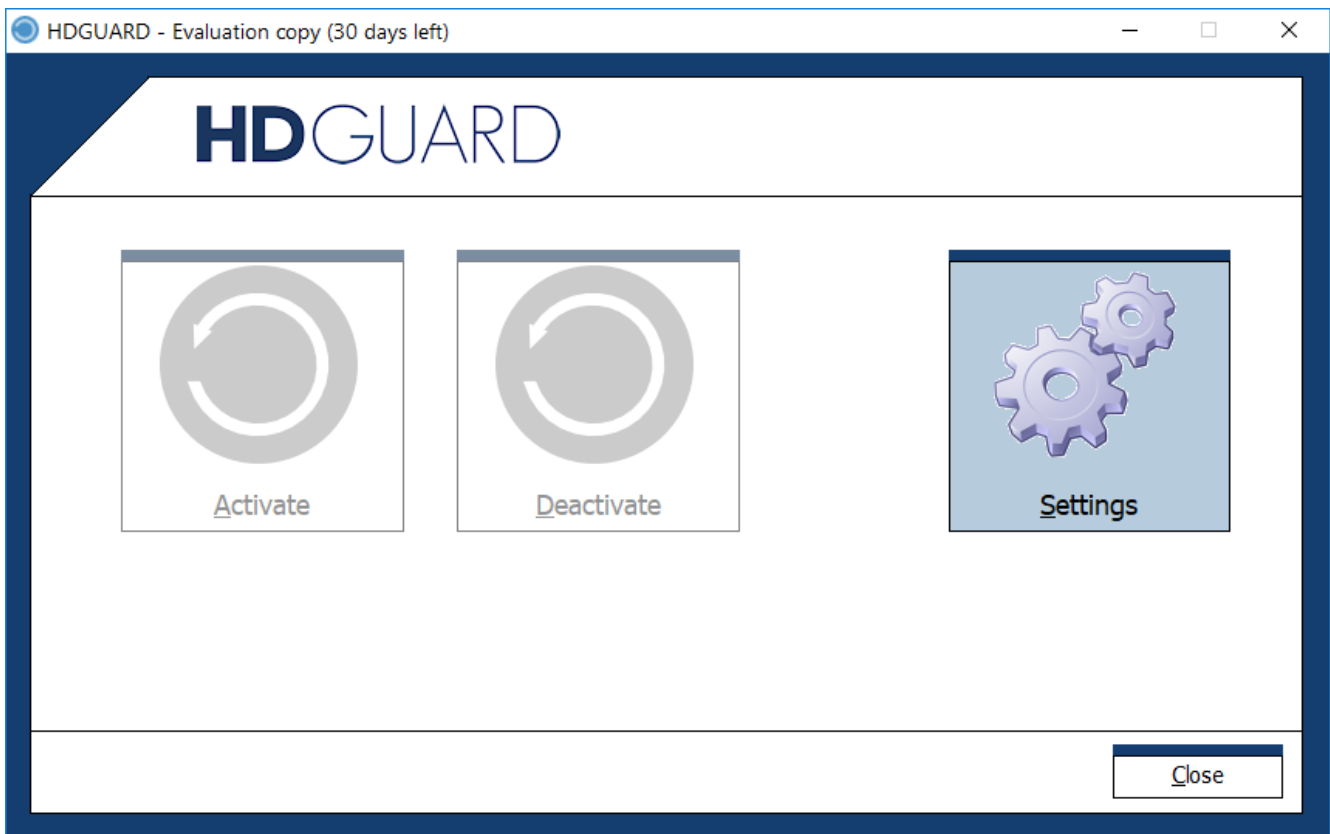 HDGUARD - Evaluation copy (30 days left)
HDGUARD
Activate
Deactivate
Settings
Close